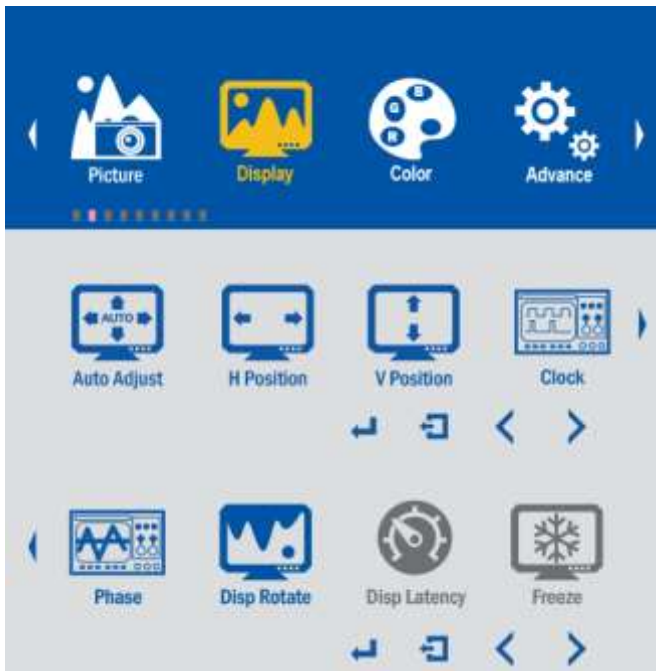 Picture Display Color Advance
AUTO
Auto Adjust H Position V Position Clock
Phase Disp Rotate Disp Latency Freeze